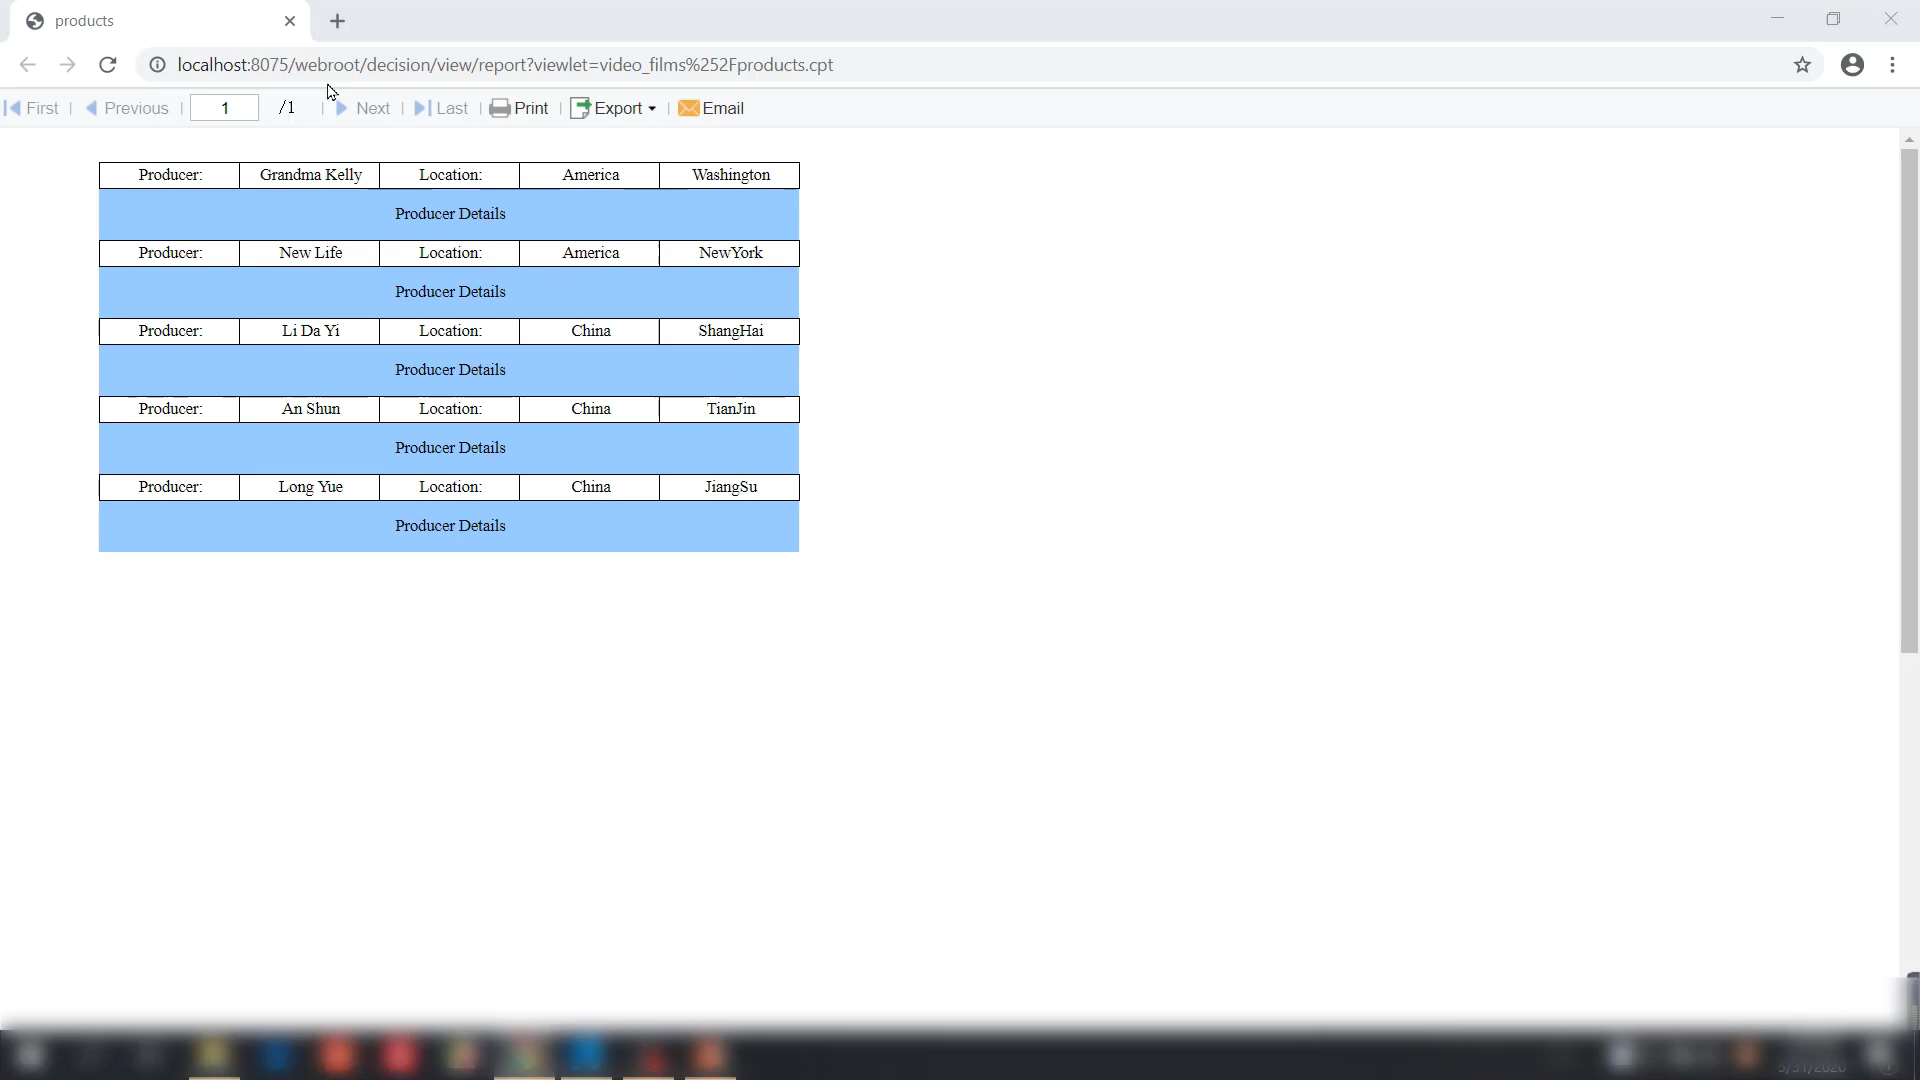 products
localhost:8075/webroot/decision/view/report?viewlet=video_films%252Fproducts.cpt
First Previous 1 /1 Next Last Print Export Email
Producer: Grandma Kelly Location: America Washington
Producer Details
Producer: New Life Location: America NewYork
Producer Details
Producer: Li Da Yi Location: China ShangHai
Producer Details
Producer: An Shun Location: China TianJin
Producer Details
Producer: Long Yue Location: China JiangSu
Producer Details